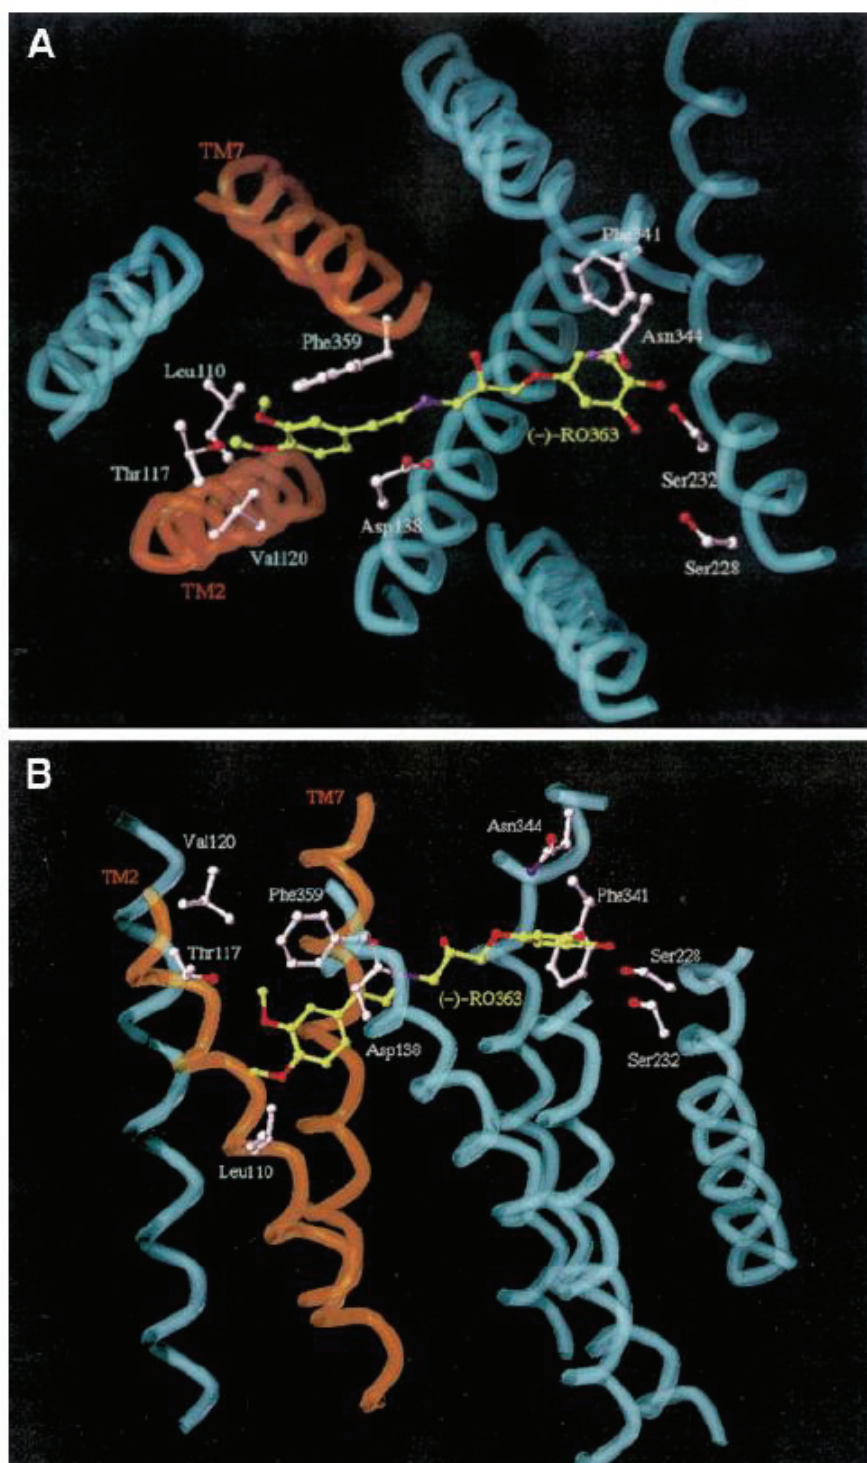 A
TM7
Phe341
Phe359
Asn344
Leu110
(-)-RO363
Thr117
Ser232
Asp138
Val120
Ser228
TM2
B
TM7
Asn344
Val120
TM2
Phe359
Phe341
Thr117
Ser228
(-)-RO363
Asp138
Ser232
Leu110